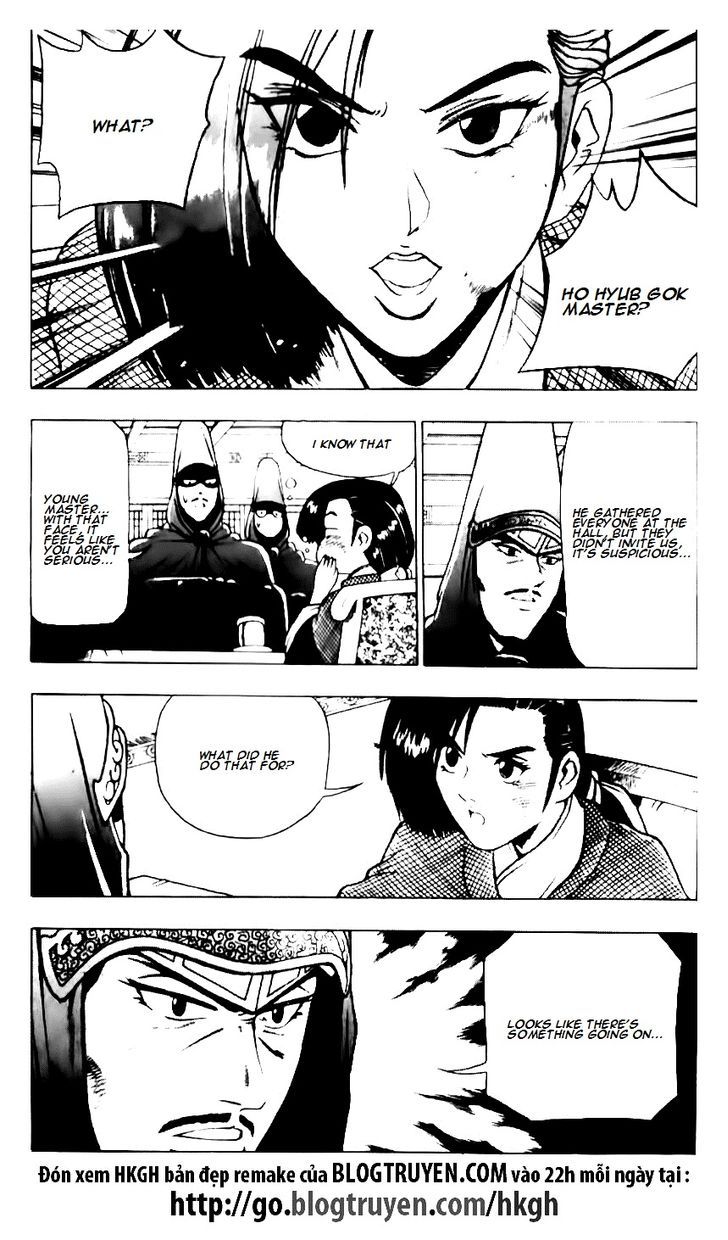 WHAT?
HO HYUB GOK
MASTER?
YOUNG
MASTER...
WITH THAT
FACE, IT
FEELS LIKE
YOU AREN'T
SERIOUS...
I KNOW THAT
HE GATHERED
EVERYONE AT THE
HALL, BUT THEY
DIDN'T INVITE US,
IT'S SUSPICIOUS...
WHAT DID HE
DO THAT FOR?
LOOKS LIKE THERE'S
SOMETHING GOING ON...
Đón xem HKGH bản đẹp remake của BLOGTRUYEN.COM vào 22h mỗi ngày tại :
http://go.blogtruyen.com/hkgh